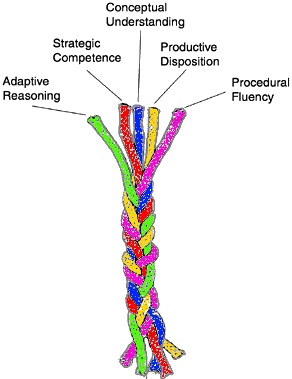 Conceptual
Understanding
Strategic
Competence
Productive
Disposition
Adaptive
Reasoning
Procedural
Fluency